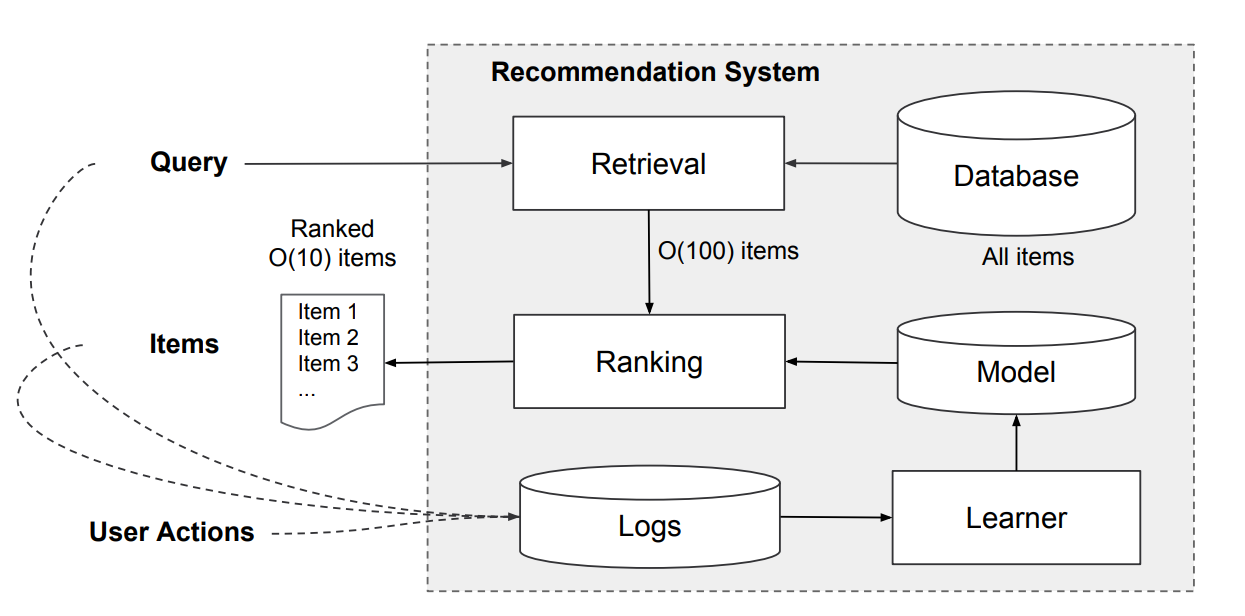 Recommendation System
Query
Retrieval
Database
All items
O(100) items
Ranked
O(10) items
Items
Item 1
Item 2
Item 3
...
Ranking
Model
User Actions
Logs
Learner